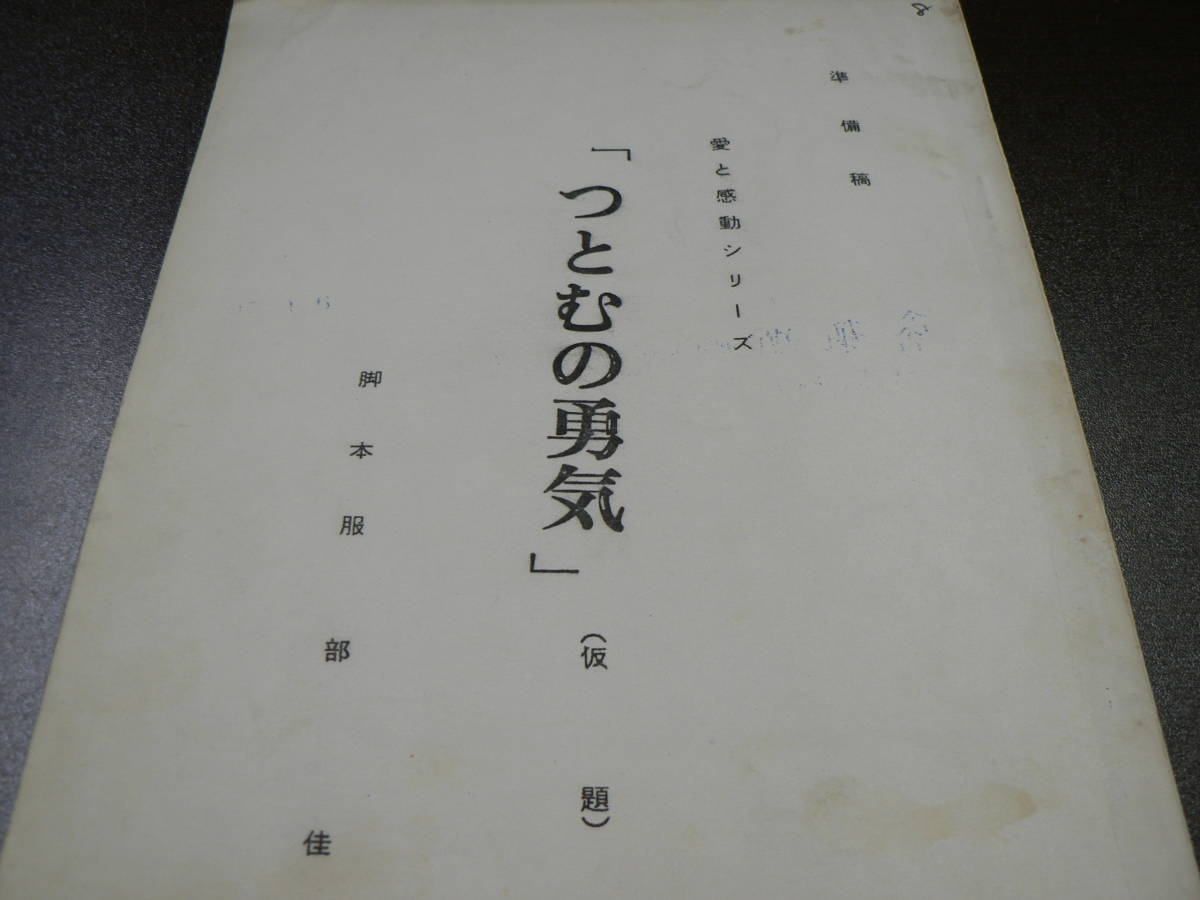 準備稿
愛と感動シリーズ
「つとむの勇気」(仮題)
脚本服部佳
8